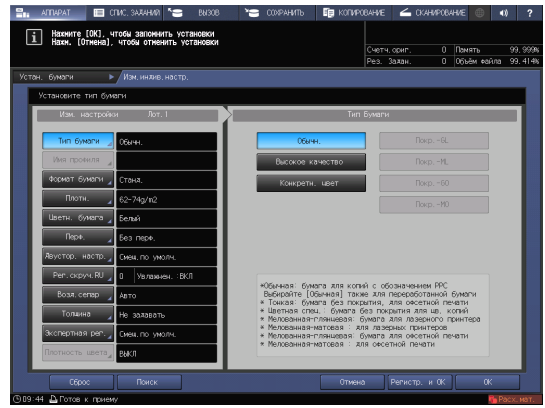 АППАРАТ
СПИС. ЗАДАНИЙ
ВЫЗОВ
СОХРАНИТЬ
КОПИРОВАНИЕ
СКАНИРОВАНИЕ
?
Нажмите [OK], чтобы запомнить установки
Нажм. [Отмена], чтобы отменить установки
Счетч.ориг. 0 Память 99.999%
Рез. Задан. 0 Объём файла 99.414%
Устан. бумаги
Изм.индив.настр.
Установите тип бумаги
Изм. настройки Лот.1
Тип бумаги
Тип бумаги Обычн.
Имя профиля
Формат бумаги Станд.
Плотн. 62-74g/m2
Цветн. бумага Белый
Перф. Без перф.
Двустор. настр. Смеш.по умолч.
Рег.скруч.RU 0 Увлажнен. :ВКЛ
Возд.сепар Авто
Толщина Не задавать
Экспертная рег. Смеш.по умолч.
Плотность цвета ВЫКЛ
Обычн.
Высокое качество
Конкретн. цвет
Покр.-GL
Покр.-ML
Покр.-GO
Покр.-MO
*Обычная: бумага для копий с обозначением PPC
Выбирайте [Обычная] также для переработанной бумаги
* Тонкая: бумага без покрытия, для офсетной печати
* Цветная спец.: бумага без покрытия для цв. копий
* Мелованная-глянцевая: бумага для лазерного принтера
* Мелованная-матовая : для лазерных принтеров
* Мелованная-глянцевая: бумага для офсетной печати
* Мелованная-матовая : для офсетной печати
Сброс
Поиск
Отмена
Регистр. и OK
OK
09:44 Готов к приему
Расх.мат.